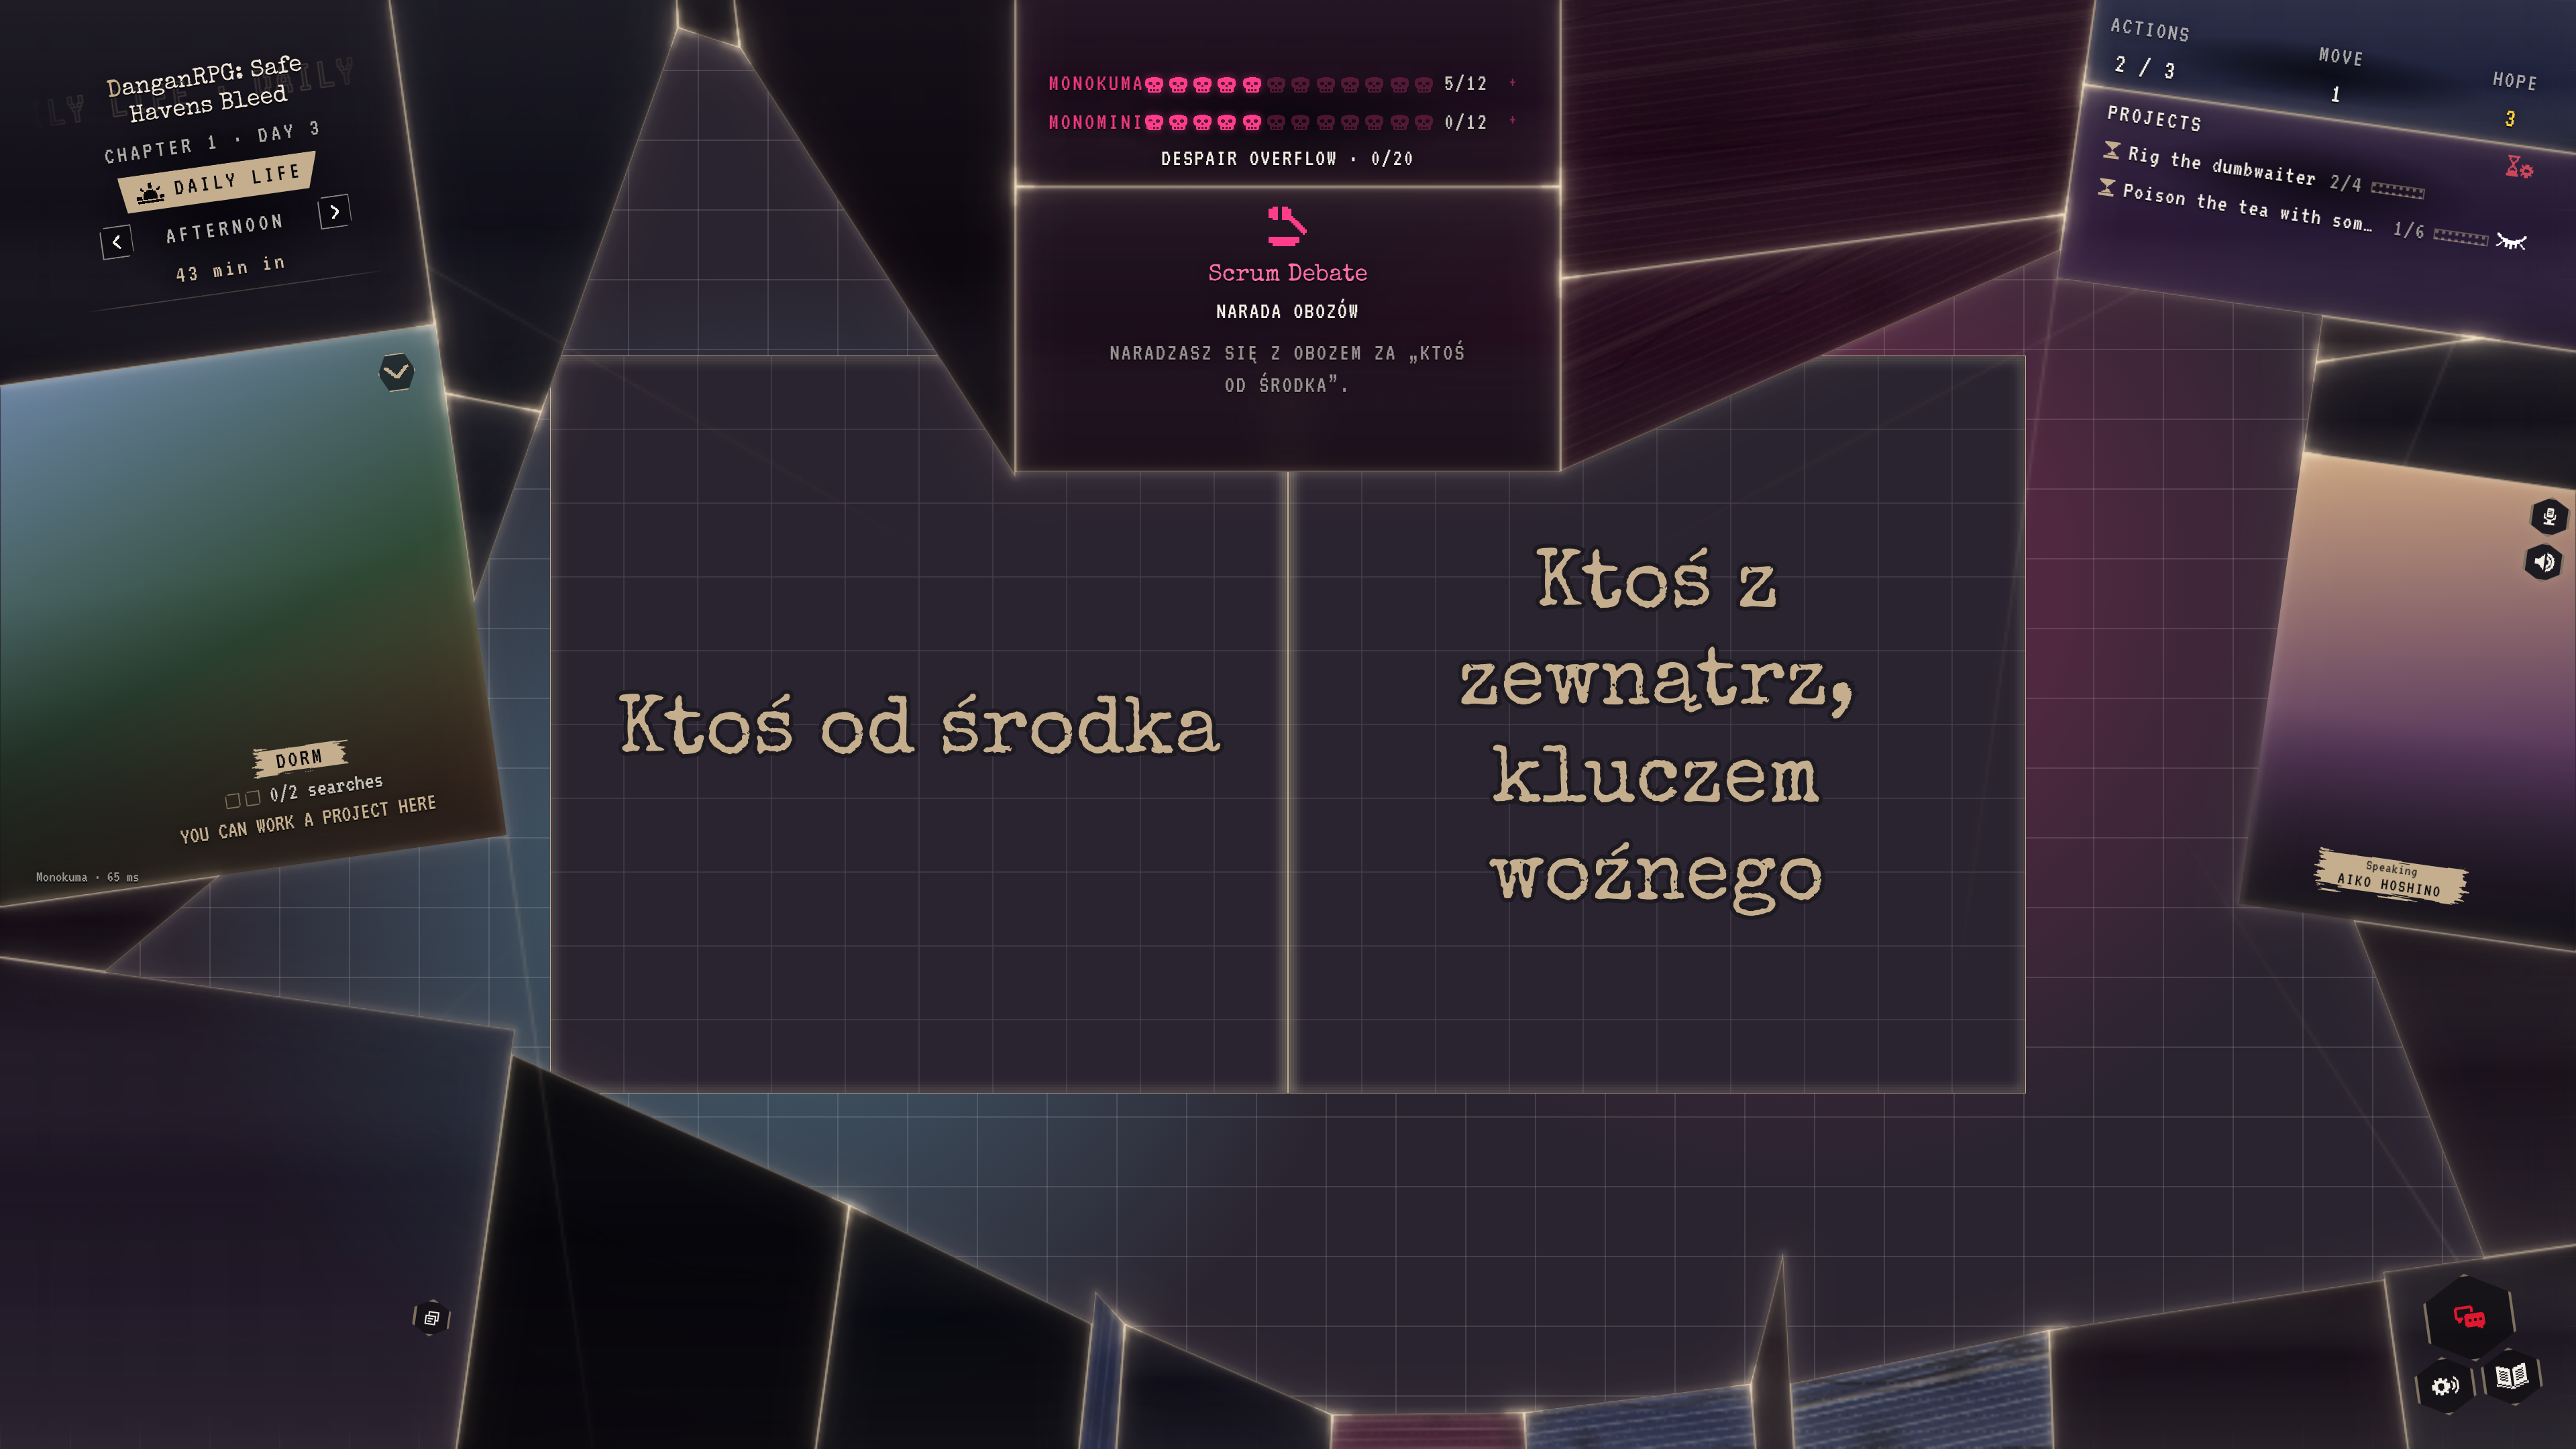 DanganRPG: Safe
Havens Bleed
CHAPTER 1 · DAY 3
DAILY LIFE
AFTERNOON
43 min in
MONOKUMA 5/12 +
MONOMINI 0/12 +
DESPAIR OVERFLOW · 0/20
Scrum Debate
NARADA OBOZÓW
NARADZASZ SIĘ Z OBOZEM ZA „KTOŚ
OD ŚRODKA”.
ACTIONS
2 / 3
MOVE
1
HOPE
3
PROJECTS
Rig the dumbwaiter 2/4
Poison the tea with som… 1/6
Ktoś od środka
Ktoś z
zewnątrz,
kluczem
woźnego
DORM
0/2 searches
YOU CAN WORK A PROJECT HERE
Monokuma · 65 ms
Speaking
AIKO HOSHINO